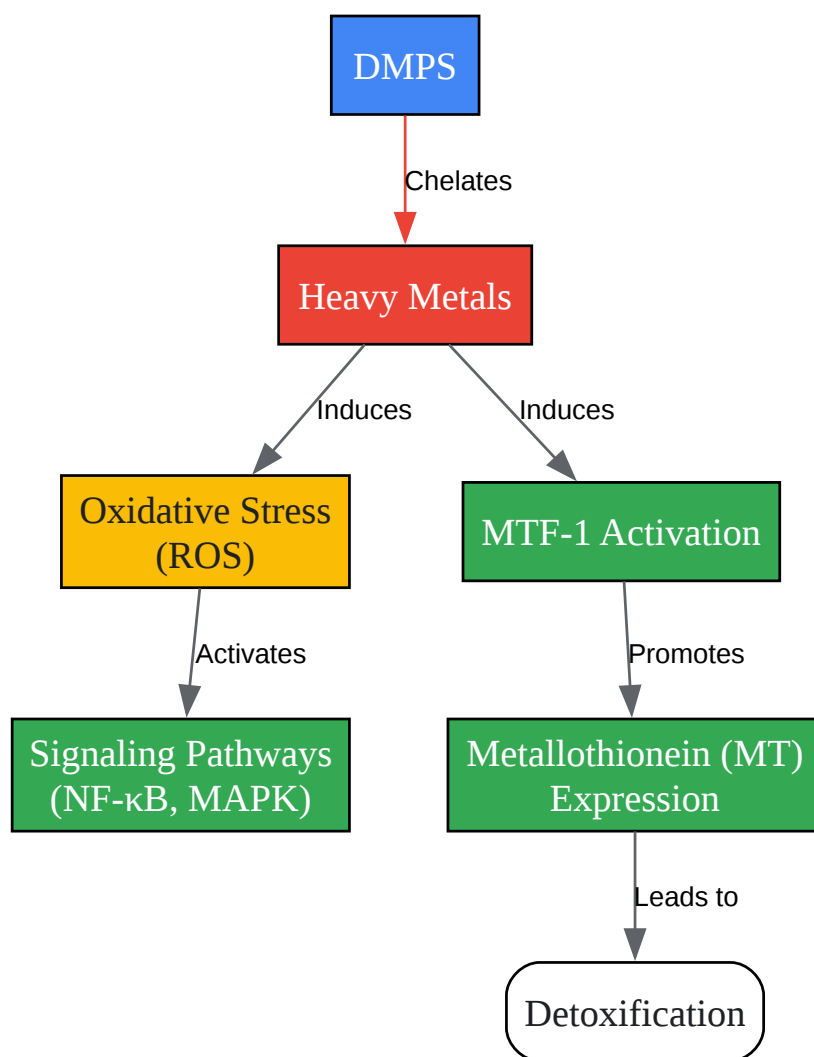 DMPS
Chelates
Heavy Metals
Induces
Induces
Oxidative Stress
(ROS)
MTF-1 Activation
Activates
Promotes
Signaling Pathways
(NF-κB, MAPK)
Metallothionein (MT)
Expression
Leads to
Detoxification